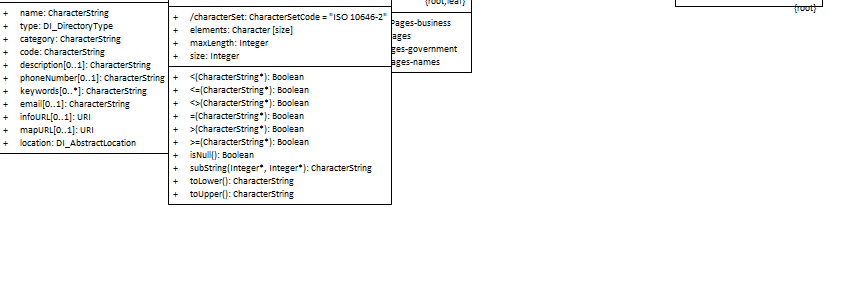 + name: CharacterString
+ type: DI_DirectoryType
+ category: CharacterString
+ code: CharacterString
+ description[0..1]: CharacterString
+ phoneNumber[0..1]: CharacterString
+ keywords[0..*]: CharacterString
+ email[0..1]: CharacterString
+ infoURL[0..1]: URI
+ mapURL[0..1]: URI
+ location: DI_AbstractLocation
+ /characterSet: CharacterSetCode = "ISO 10646-2"
+ elements: Character [size]
+ maxLength: Integer
+ size: Integer
+ <(CharacterString*): Boolean
+ <=(CharacterString*): Boolean
+ <>(CharacterString*): Boolean
+ =(CharacterString*): Boolean
+ >(CharacterString*): Boolean
+ >=(CharacterString*): Boolean
+ isNull(): Boolean
+ subString(Integer*, Integer*): CharacterString
+ toLower(): CharacterString
+ toUpper(): CharacterString
{root,leaf}
Pages-business
ages
ges-government
ages-names
{root}